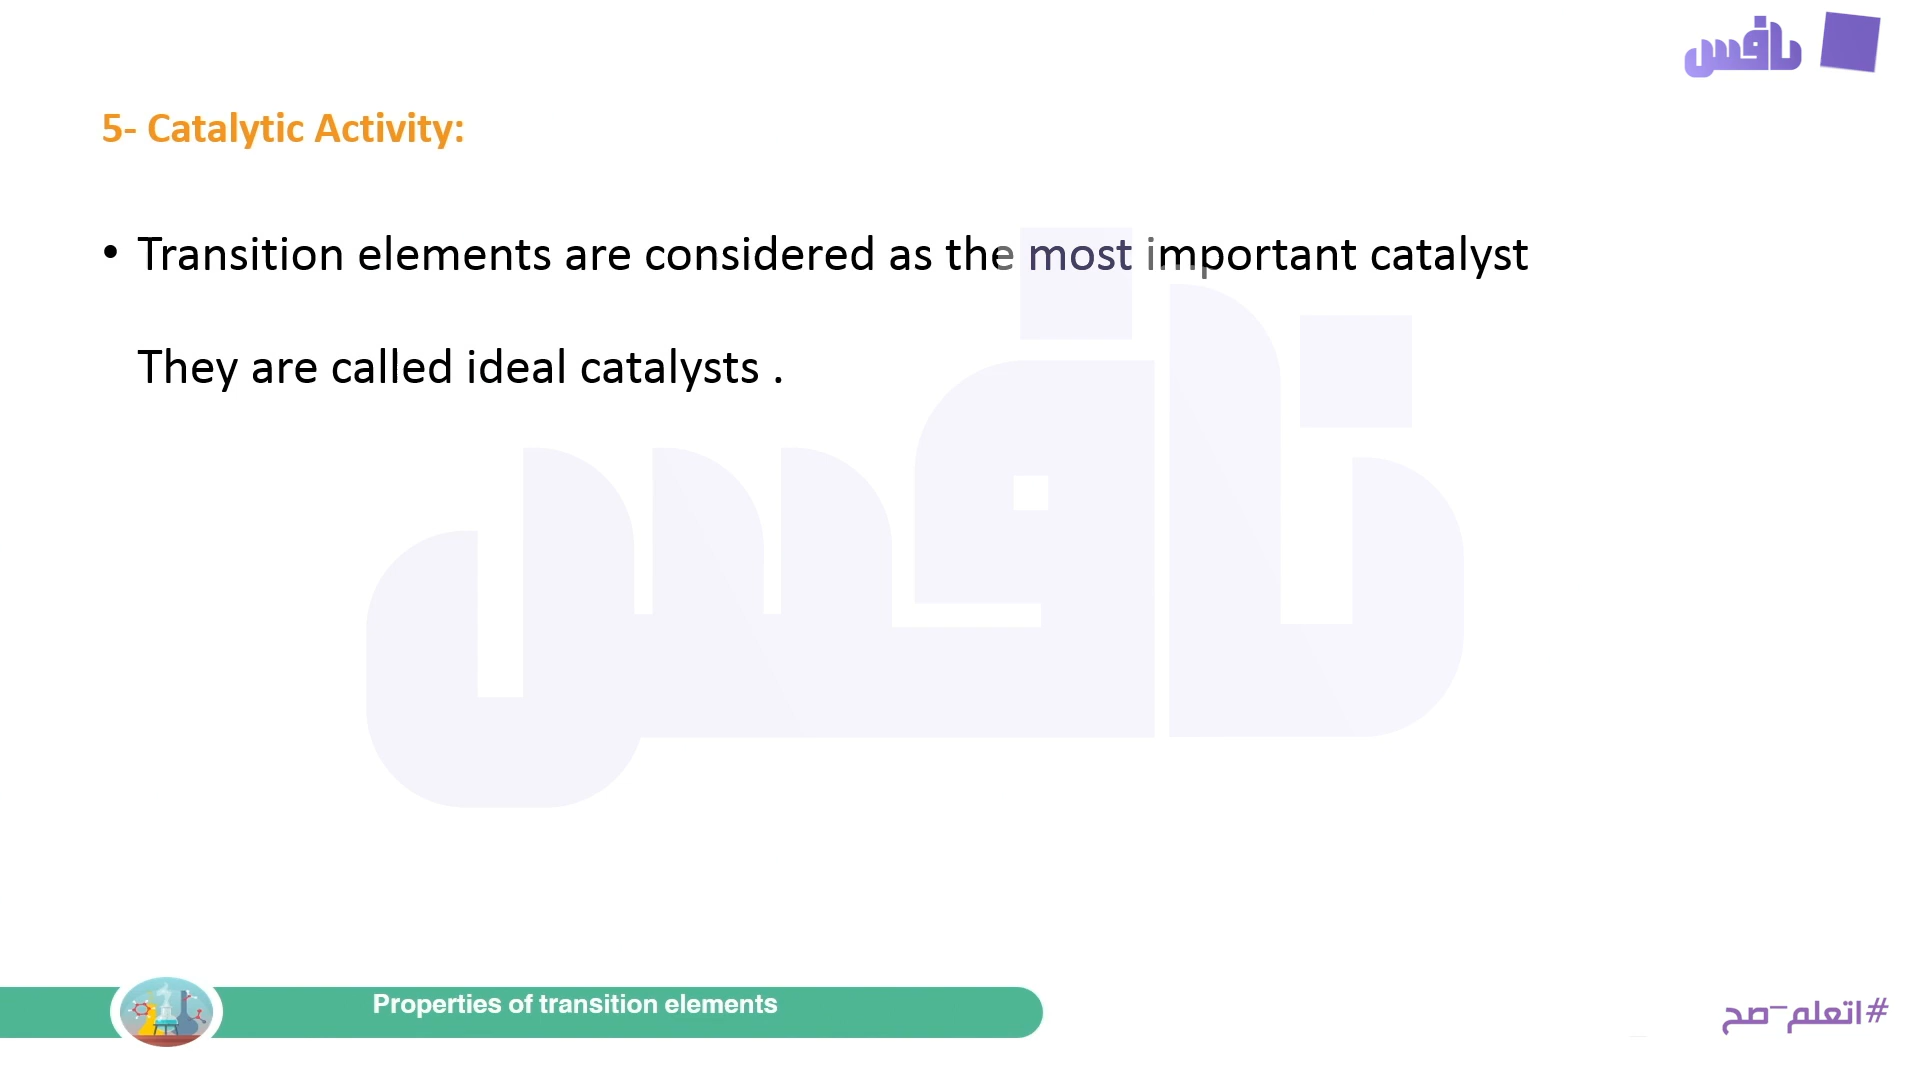 نافس
5- Catalytic Activity:
• Transition elements are considered as the most important catalyst
They are called ideal catalysts .
نافس
Properties of transition elements
#اتعلم_صح